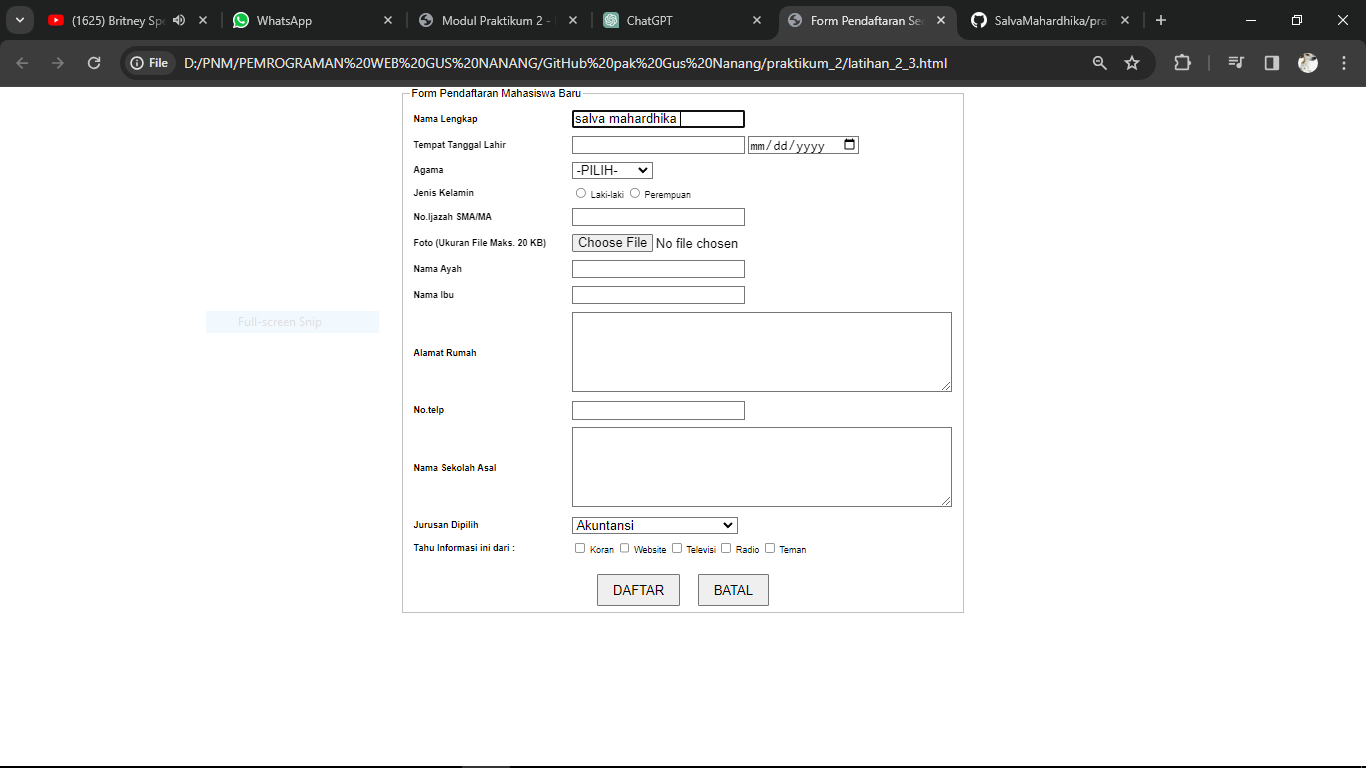 (1625) Britney Spe
WhatsApp
Modul Praktikum 2 -
ChatGPT
Form Pendaftaran Se
SalvaMahardhika/pra
File
D:/PNM/PEMROGRAMAN%20WEB%20GUS%20NANANG/GitHub%20pak%20Gus%20Nanang/praktikum_2/latihan_2_3.html
Form Pendaftaran Mahasiswa Baru
Nama Lengkap salva mahardhika
Tempat Tanggal Lahir mm/dd/yyyy
Agama -PILIH-
Jenis Kelamin Laki-laki Perempuan
No.Ijazah SMA/MA
Foto (Ukuran File Maks. 20 KB) Choose File No file chosen
Nama Ayah
Nama Ibu
Full-screen Snip
Alamat Rumah
No.telp
Nama Sekolah Asal
Jurusan Dipilih Akuntansi
Tahu Informasi ini dari : Koran Website Televisi Radio Teman
DAFTAR BATAL